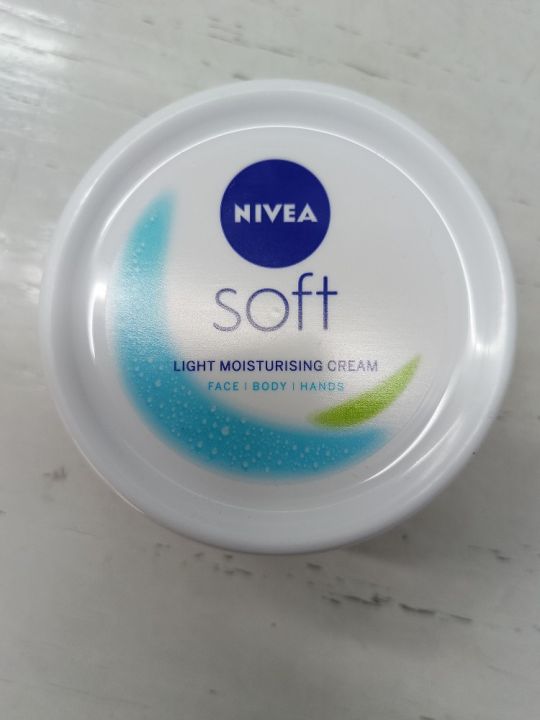 NIVEA
soft
LIGHT MOISTURISING CREAM
FACE | BODY | HANDS